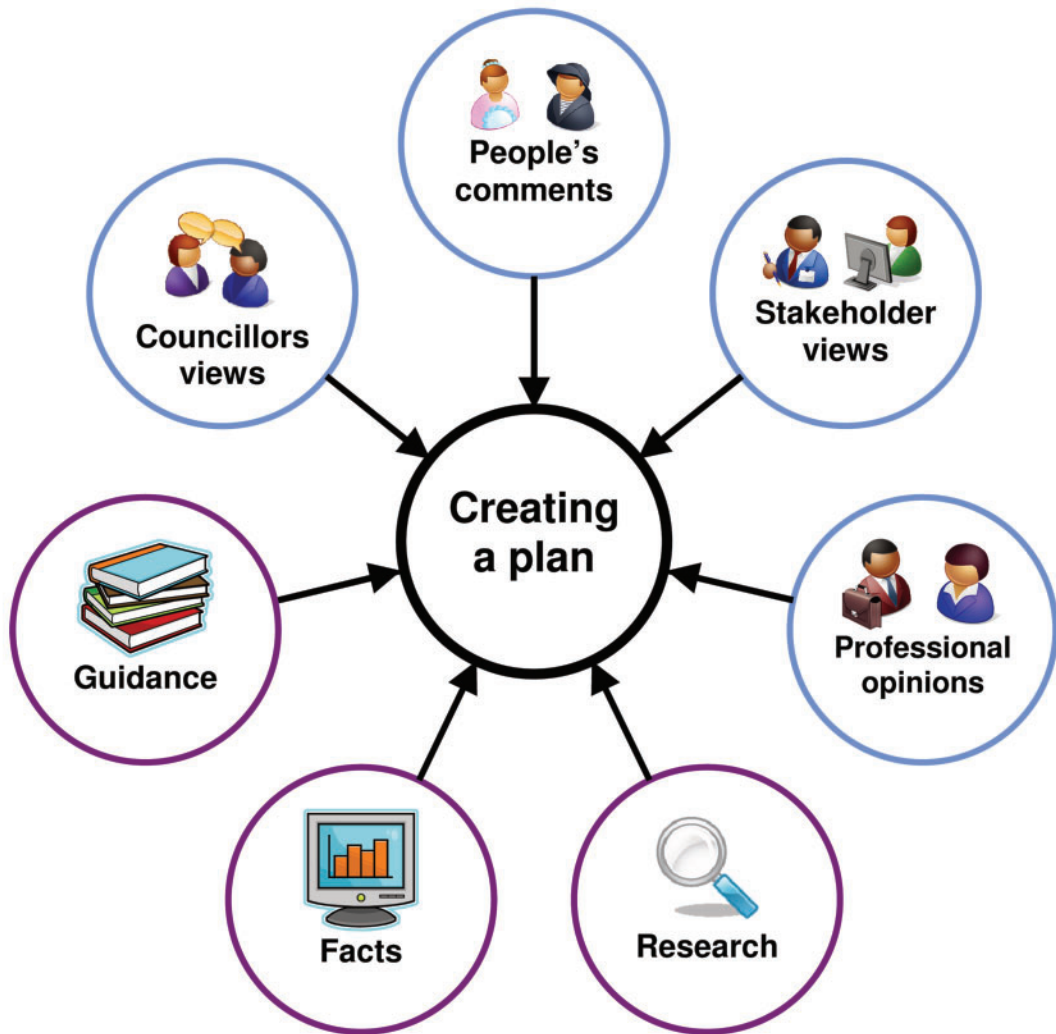 People's
comments
Councillors
views
Stakeholder
views
Creating
a plan
Guidance
Professional
opinions
Facts
Research